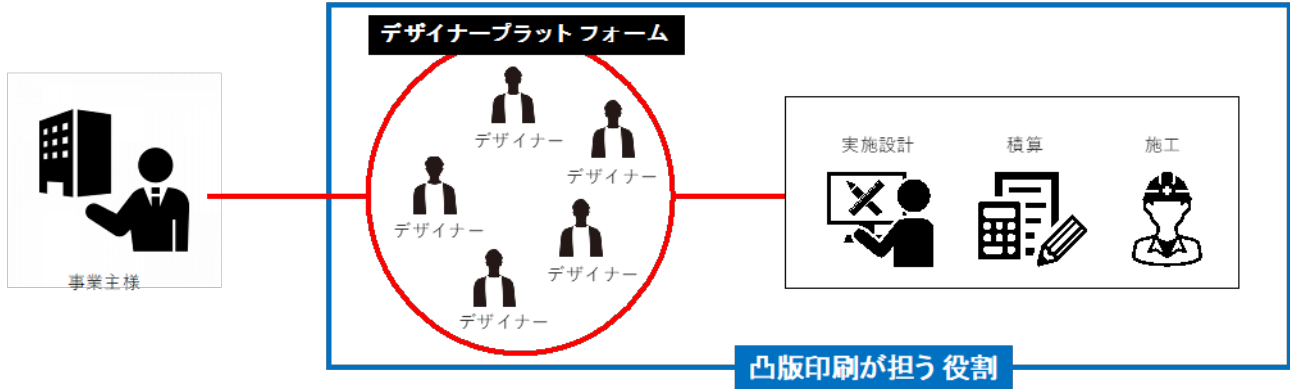 デザイナープラットフォーム
デザイナー
デザイナー
デザイナー
デザイナー
デザイナー
事業主様
実施設計
積算
施工
凸版印刷が担う役割